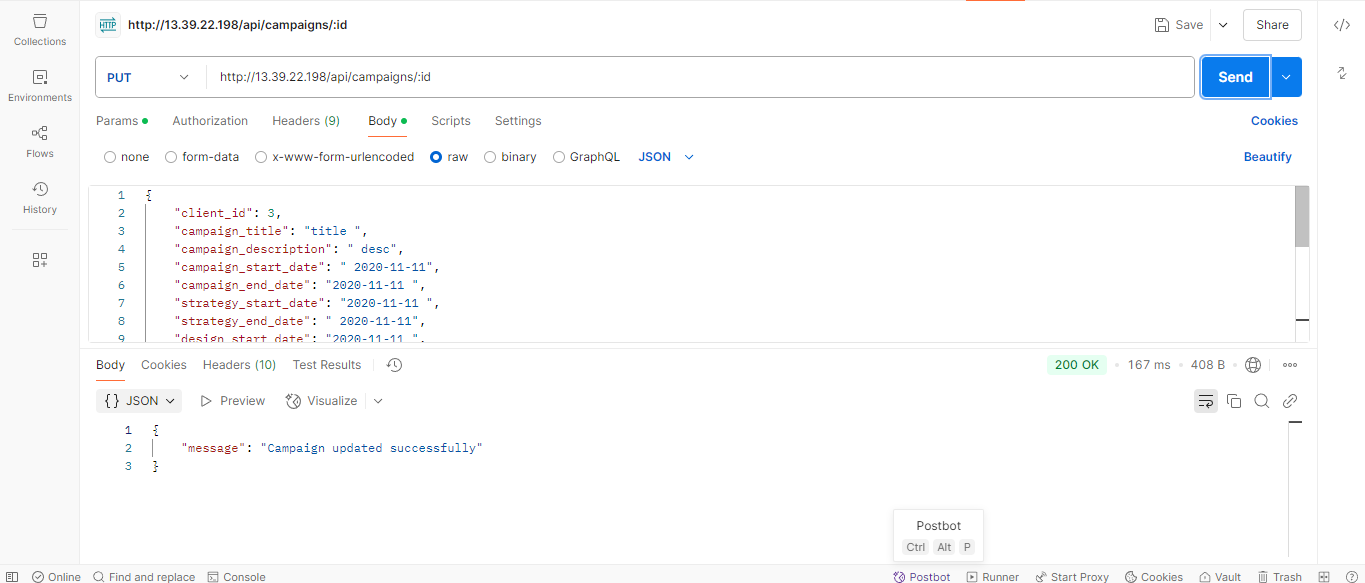 Collections
Environments
Flows
History
HTTP http://13.39.22.198/api/campaigns/:id Save Share
PUT http://13.39.22.198/api/campaigns/:id Send
Params Authorization Headers (9) Body Scripts Settings Cookies
none form-data x-www-form-urlencoded raw binary GraphQL JSON Beautify
1 {
2 "client_id": 3,
3 "campaign_title": "title ",
4 "campaign_description": " desc",
5 "campaign_start_date": " 2020-11-11",
6 "campaign_end_date": "2020-11-11 ",
7 "strategy_start_date": "2020-11-11 ",
8 "strategy_end_date": " 2020-11-11",
9 "design_start_date": "2020-11-11 ",
Body Cookies Headers (10) Test Results 200 OK 167 ms 408 B
{} JSON Preview Visualize
1 {
2 "message": "Campaign updated successfully"
3 }
Postbot
Ctrl Alt P
Online Find and replace Console Postbot Runner Start Proxy Cookies Vault Trash